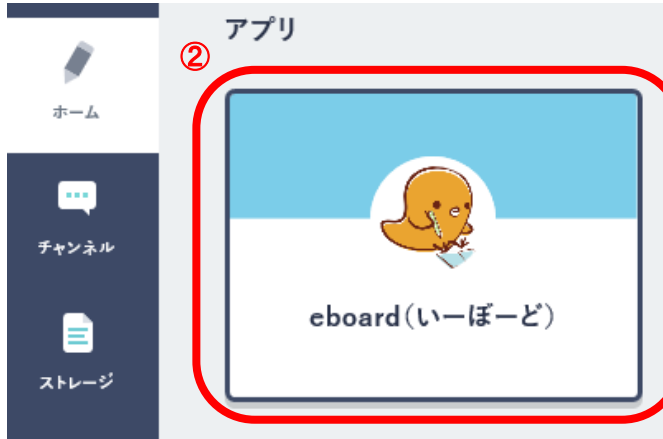 アプリ
②
ホーム
チャンネル
ストレージ
eboard(いーぼーど)